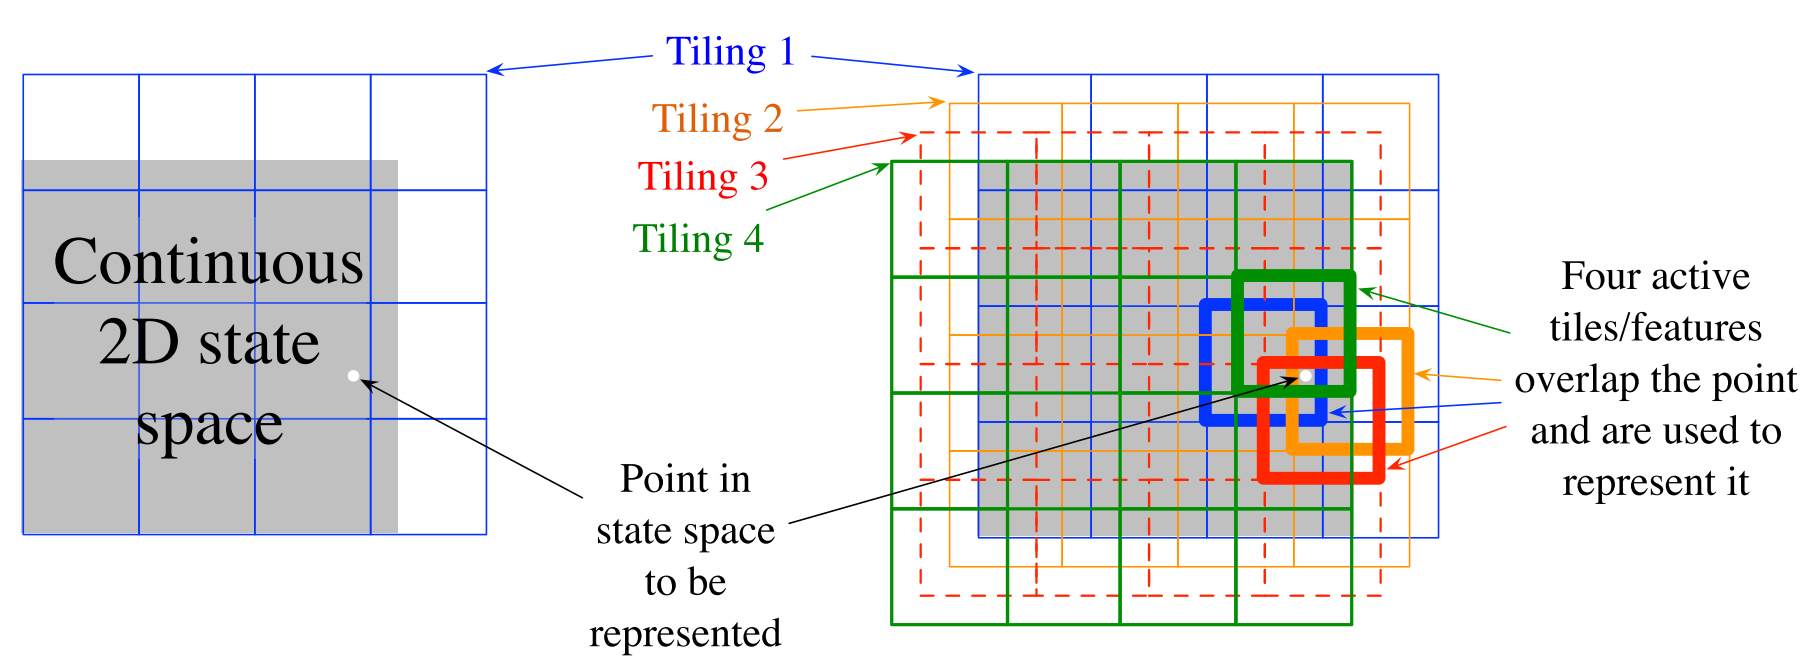 Tiling 1
Tiling 2
Tiling 3
Tiling 4
Continuous
2D state
space
Point in
state space
to be
represented
Four active
tiles/features
overlap the point
and are used to
represent it